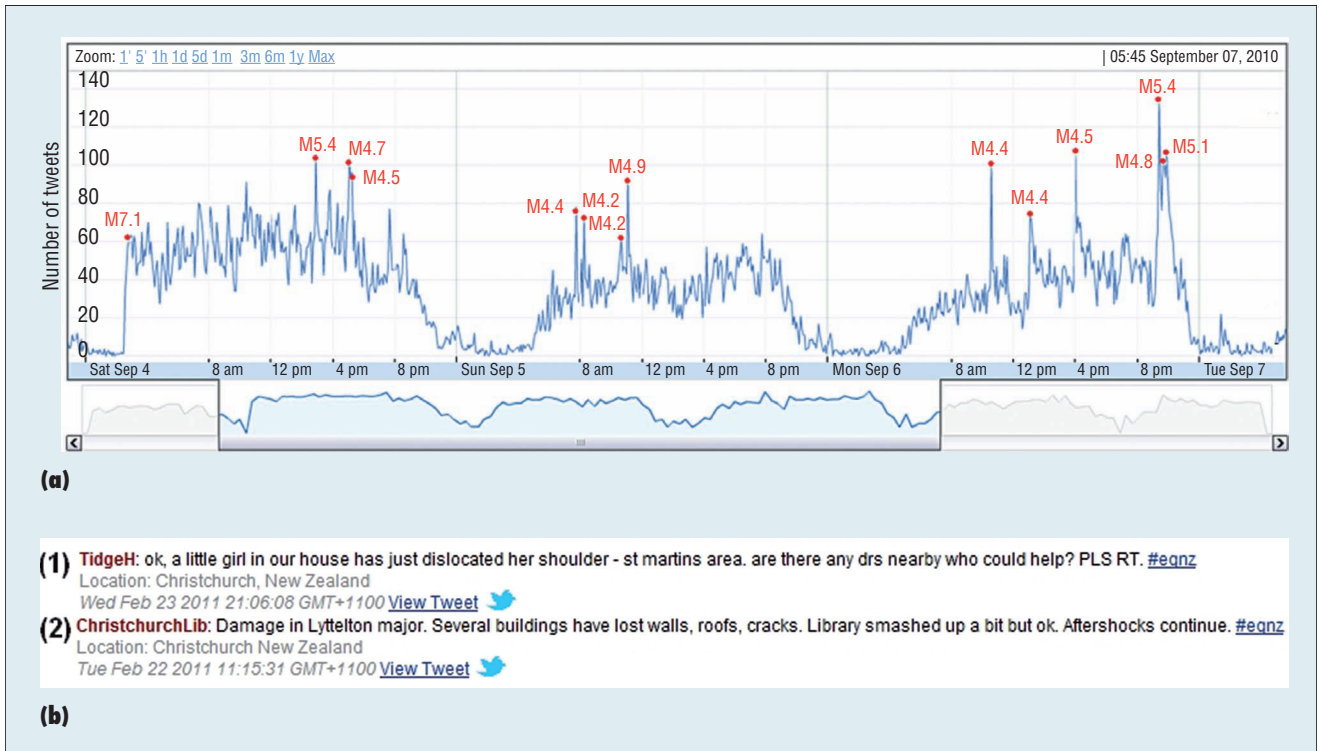 Zoom: 1' 5' 1h 1d 5d 1m 3m 6m 1y Max
| 05:45 September 07, 2010
Number of tweets
140
120
100
80
60
40
20
0
M7.1
M5.4
M4.7
M4.5
M4.4
M4.2
M4.2
M4.9
M4.4
M4.4
M4.5
M5.4
M4.8
M5.1
Sat Sep 4 8 am 12 pm 4 pm 8 pm Sun Sep 5 8 am 12 pm 4 pm 8 pm Mon Sep 6 8 am 12 pm 4 pm 8 pm Tue Sep 7
(a)
(1) TidgeH: ok, a little girl in our house has just dislocated her shoulder - st martins area. are there any drs nearby who could help? PLS RT. #eqnz
Location: Christchurch, New Zealand
Wed Feb 23 2011 21:06:08 GMT+1100 View Tweet
(2) ChristchurchLib: Damage in Lyttelton major. Several buildings have lost walls, roofs, cracks. Library smashed up a bit but ok. Aftershocks continue. #eqnz
Location: Christchurch New Zealand
Tue Feb 22 2011 11:15:31 GMT+1100 View Tweet
(b)